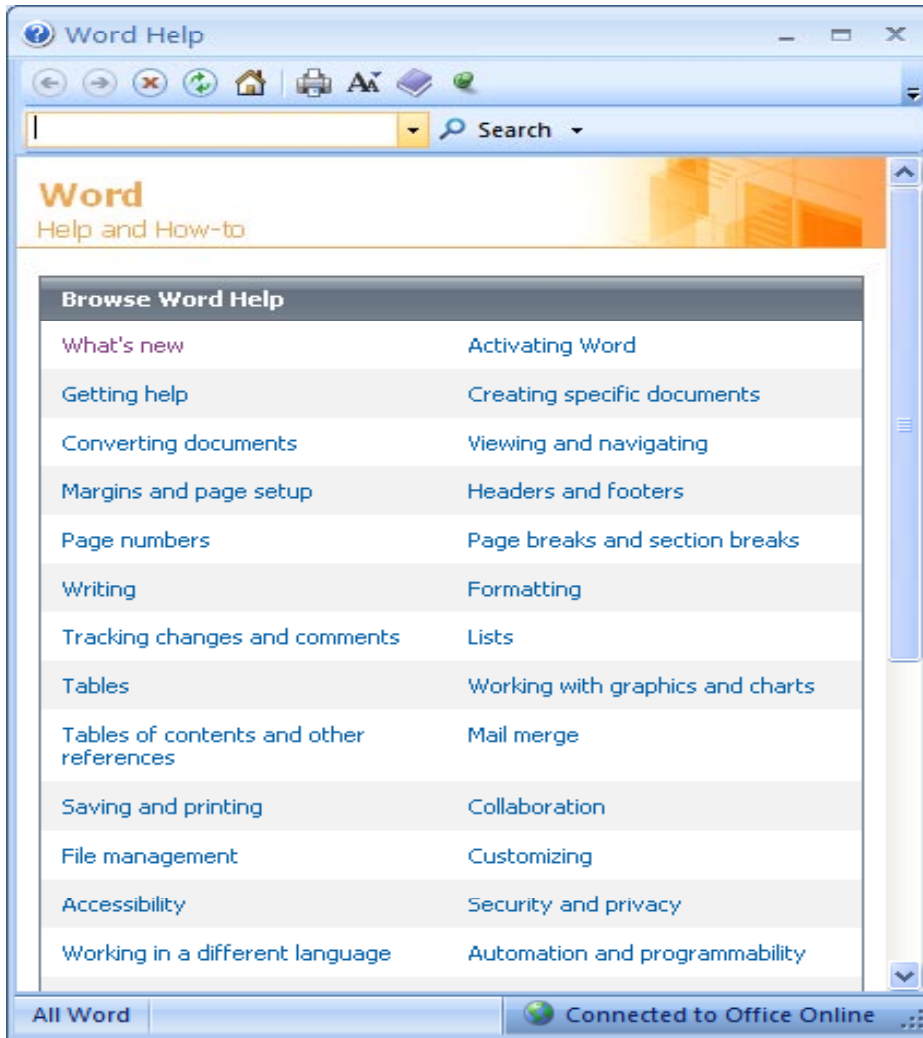 Word Help
Search
Word
Help and How-to
Browse Word Help
What's new
Activating Word
Getting help
Creating specific documents
Converting documents
Viewing and navigating
Margins and page setup
Headers and footers
Page numbers
Page breaks and section breaks
Writing
Formatting
Tracking changes and comments
Lists
Tables
Working with graphics and charts
Tables of contents and other
references
Mail merge
Saving and printing
Collaboration
File management
Customizing
Accessibility
Security and privacy
Working in a different language
Automation and programmability
All Word
Connected to Office Online